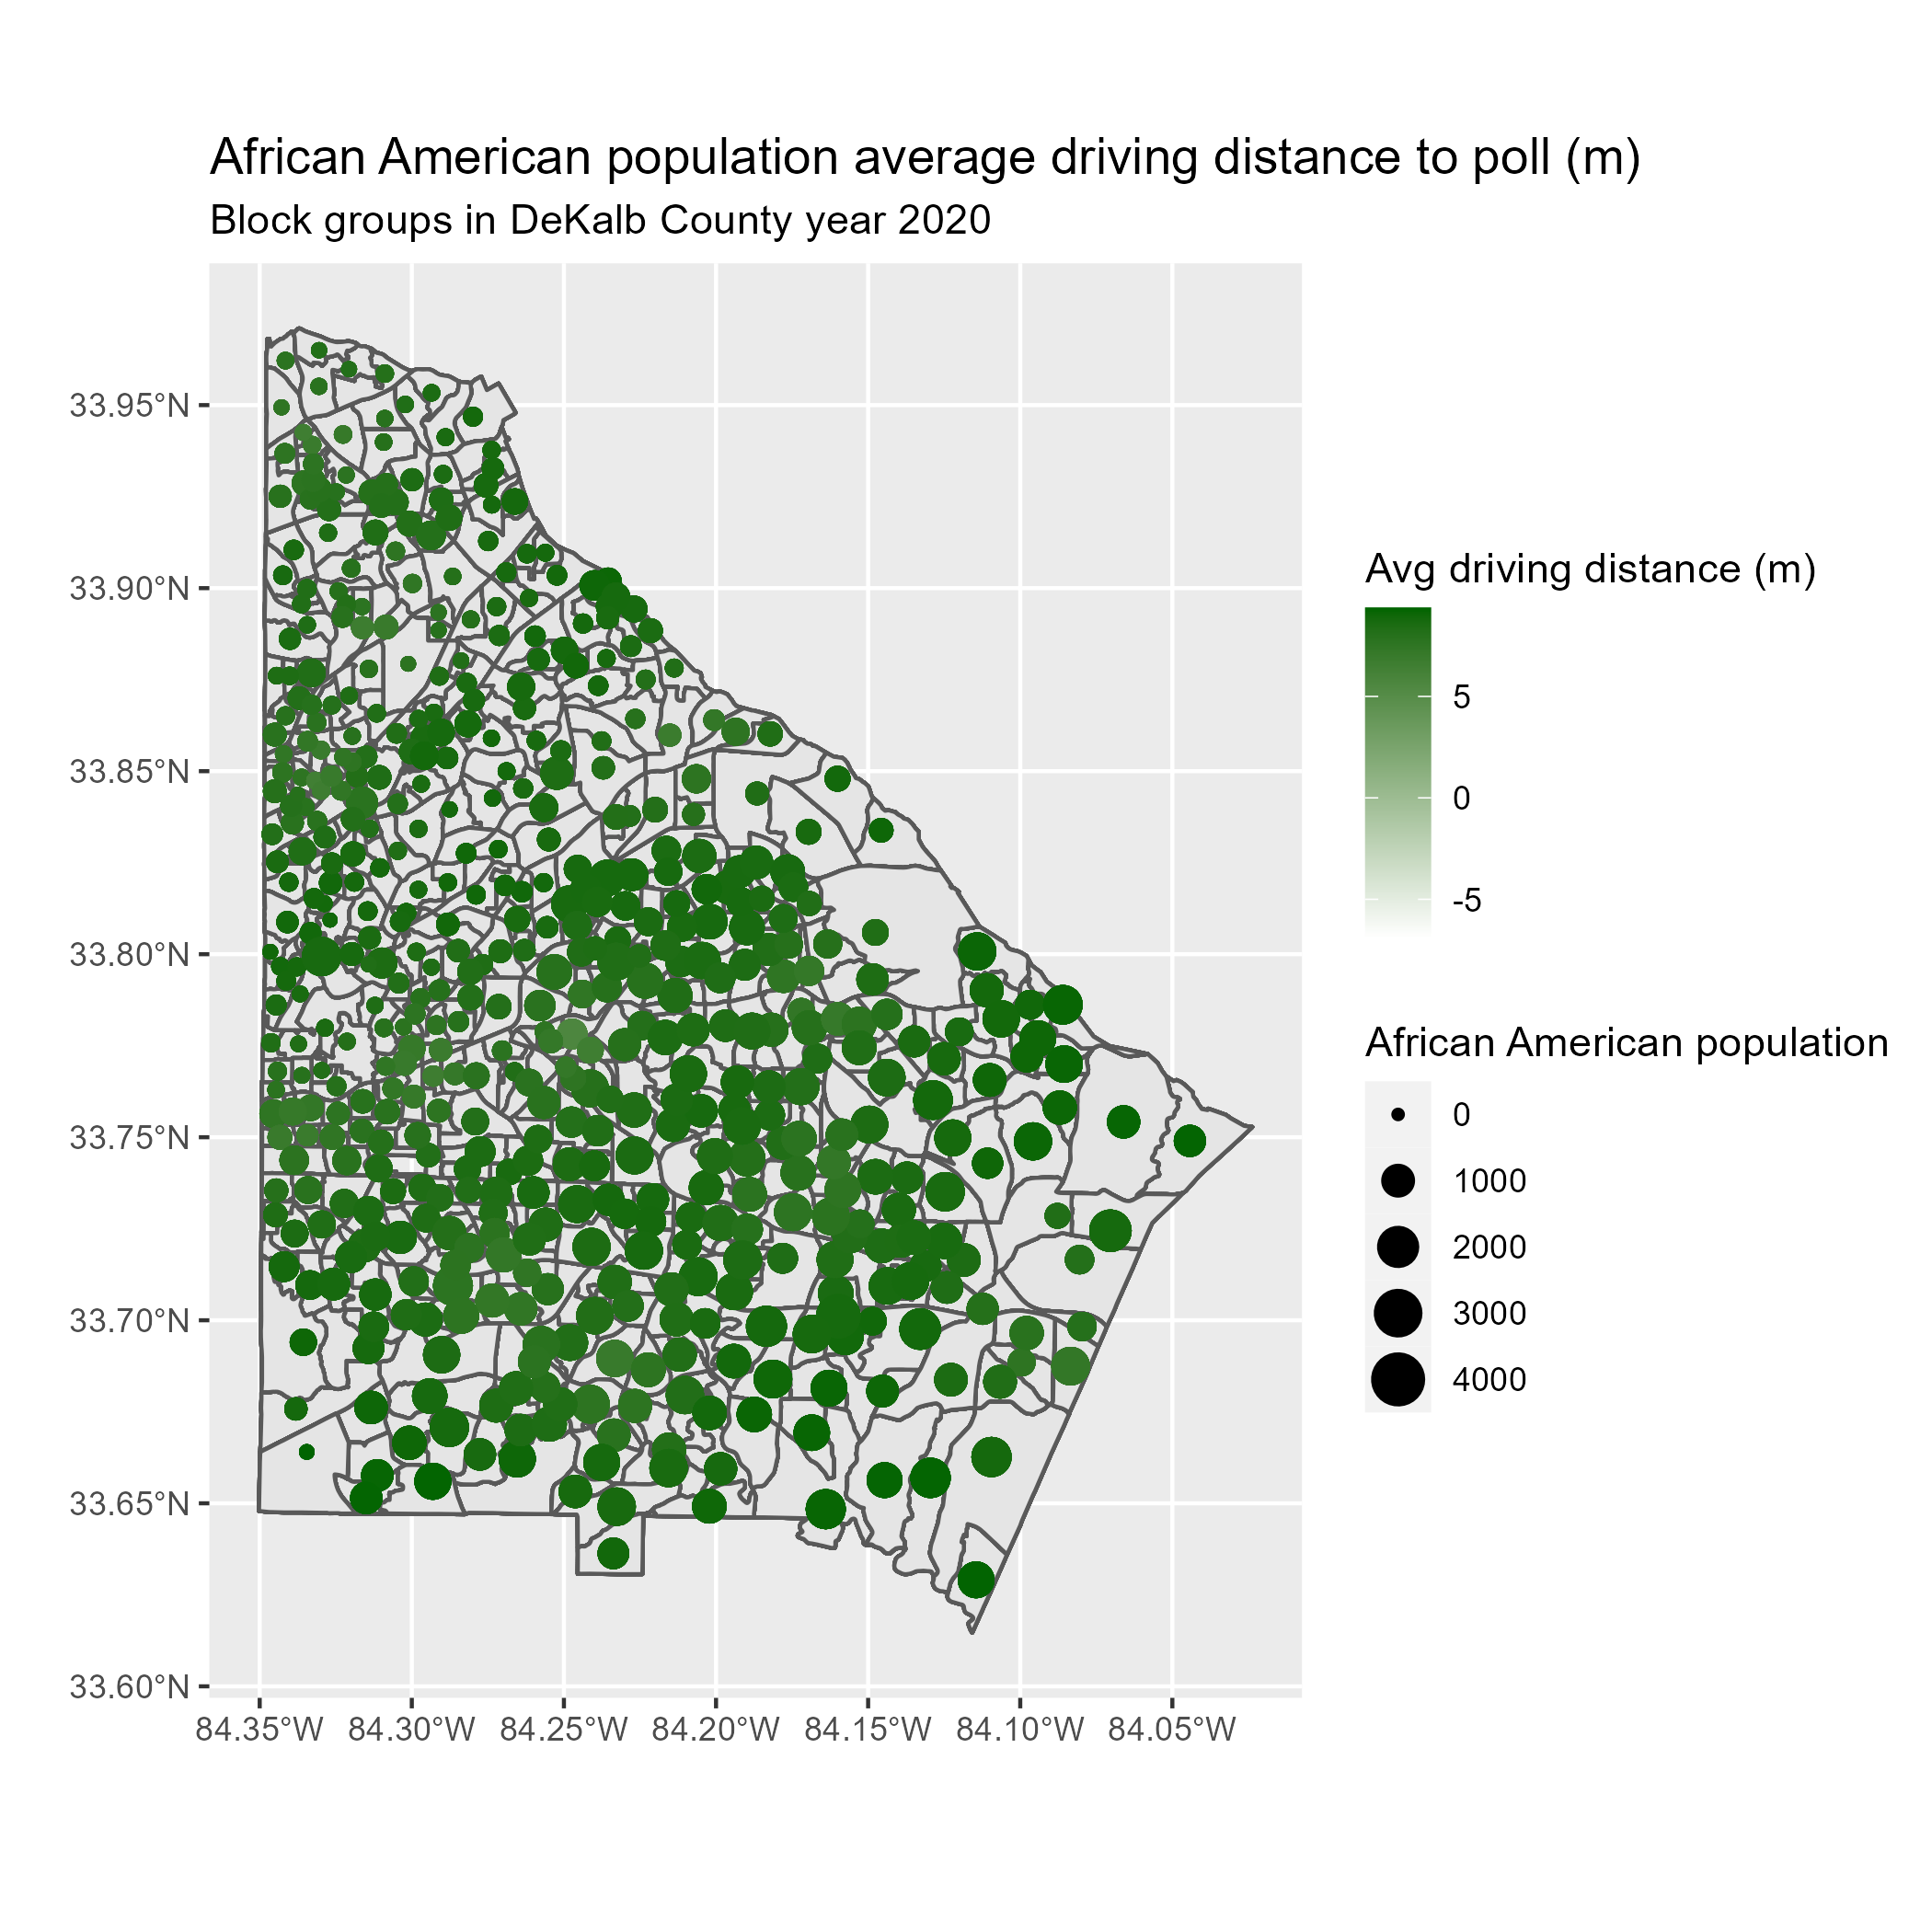 African American population average driving distance to poll (m)
Block groups in DeKalb County year 2020
33.95°N
33.90°N
33.85°N
33.80°N
33.75°N
33.70°N
33.65°N
33.60°N
84.35°W 84.30°W 84.25°W 84.20°W 84.15°W 84.10°W 84.05°W
Avg driving distance (m)
5
0
-5
African American population
0
1000
2000
3000
4000